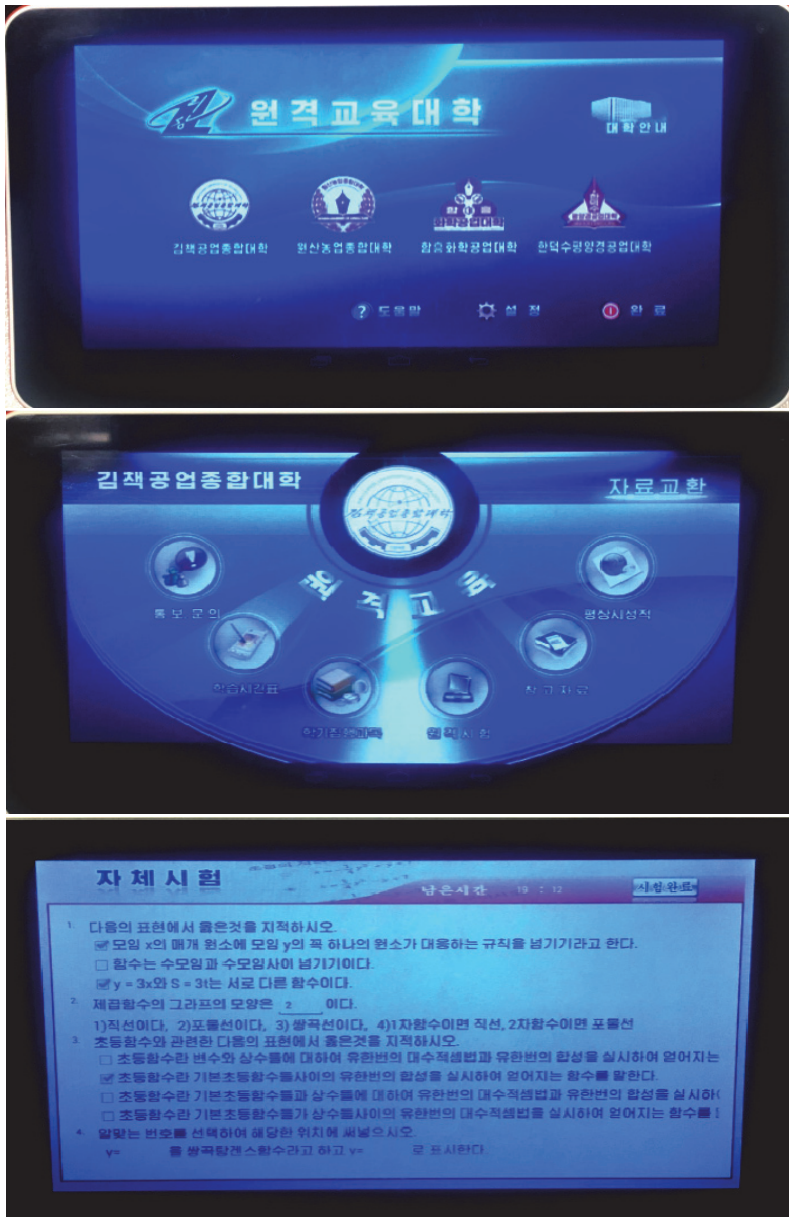 원격교육대학
대학안내
김책공업종합대학
원산농업종합대학
함흥화학공업대학
한덕수평양경공업대학
? 도움말
설정
완료
김책공업종합대학
자료교환
김책공업종합대학
원격교육
통보문의
평상시성적
학습시간표
참고자료
학기집행과목
원격시험
자체시험
남은시간 19 : 12
시험완료
1. 다음의 표현에서 옳은것을 지적하시오.
모임 x의 매개 원소에 모임 y의 꼭 하나의 원소가 대응하는 규칙을 넘기기라고 한다.
함수는 수모임과 수모임사이 넘기기이다.
y = 3x와 S = 3t는 서로 다른 함수이다.
2. 제곱함수의 그라프의 모양은 2 이다.
1)직선이다, 2)포물선이다, 3) 쌍곡선이다, 4)1차함수이면 직선, 2차함수이면 포물선
3. 초등함수와 관련한 다음의 표현에서 옳은것을 지적하시오.
초등함수란 변수와 상수들에 대하여 유한번의 대수적셈법과 유한번의 합성을 실시하여 얻어지는
초등함수란 기본초등함수들사이의 유한번의 합성을 실시하여 얻어지는 함수를 말한다.
초등함수란 기본초등함수들과 상수들에 대하여 유한번의 대수적셈법과 유한번의 합성을 실시하
초등함수란 기본초등함수들가 상수들사이의 유한번의 대수적셈법을 실시하여 얻어지는 함수를
4. 알맞는 번호를 선택하여 해당한 위치에 써넣으시오.
y= 을 쌍곡탕겐스함수라고 하고 y= 로 표시한다.